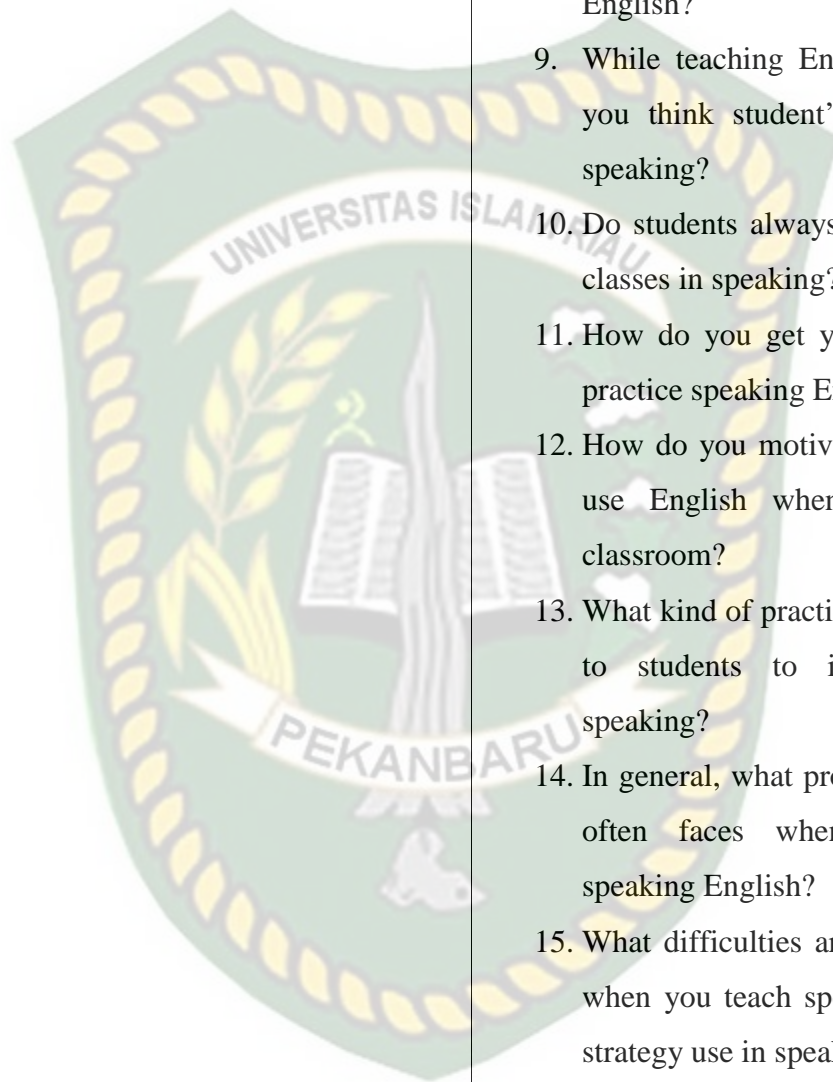 English?
9. While teaching En
you think student'
speaking?
UNIVERSITAS ISLAM RIAU
10. Do students always
classes in speaking?
11. How do you get y
practice speaking E
12. How do you motiv
use English when
classroom?
13. What kind of practi
to students to i
speaking?
PEKANBARU
14. In general, what pro
often faces when
speaking English?
15. What difficulties a
when you teach sp
strategy use in spea